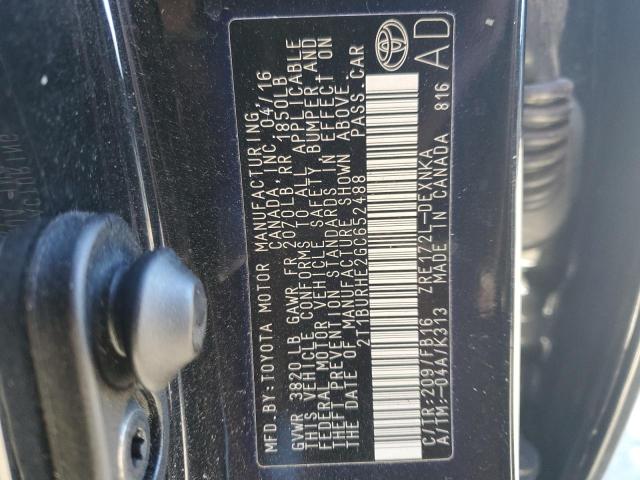 MFD.BY:TOYOTA MOTOR MANUFACTURING,
CANADA, INC. 04/16
GVWR 3820LB GAWR FR 2070LB, RR 1850LB
THIS VEHICLE CONFORMS TO ALL APPLICABLE
FEDERAL MOTOR VEHICLE SAFETY, BUMPER AND
THEFT PREVENTION STANDARDS IN EFFECT ON
THE DATE OF MANUFACTURE SHOWN ABOVE.
2T1BURHE2GC652488 PASS.CAR
C/TR:209/FB16 ZRE172L-DEXNKA
A/TM:-04A/K313 MADE IN CANADA 816
AD